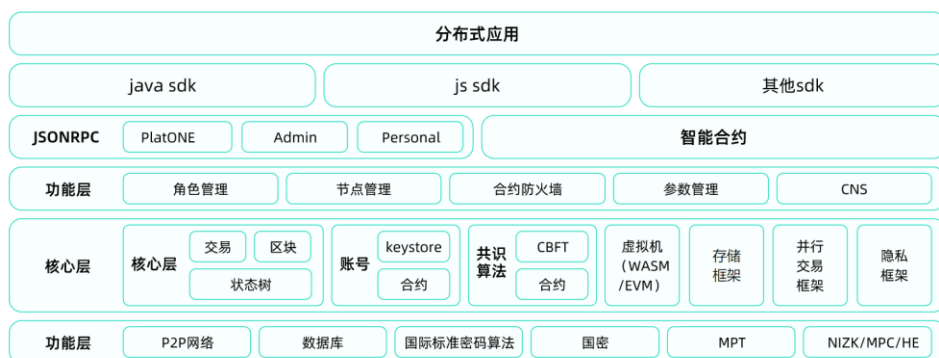 分布式应用
java sdk
js sdk
其他sdk
JSONRPC
PlatONE
Admin
Personal
智能合约
功能层
角色管理
节点管理
合约防火墙
参数管理
CNS
核心层
核心层
交易
区块
状态树
账号
keystore
合约
共识
算法
CBFT
合约
虚拟机
（WASM
/EVM）
存储
框架
并行
交易
框架
隐私
框架
功能层
P2P网络
数据库
国际标准密码算法
国密
MPT
NIZK/MPC/HE